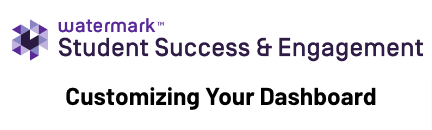 watermark™
Student Success & Engagement
Customizing Your Dashboard